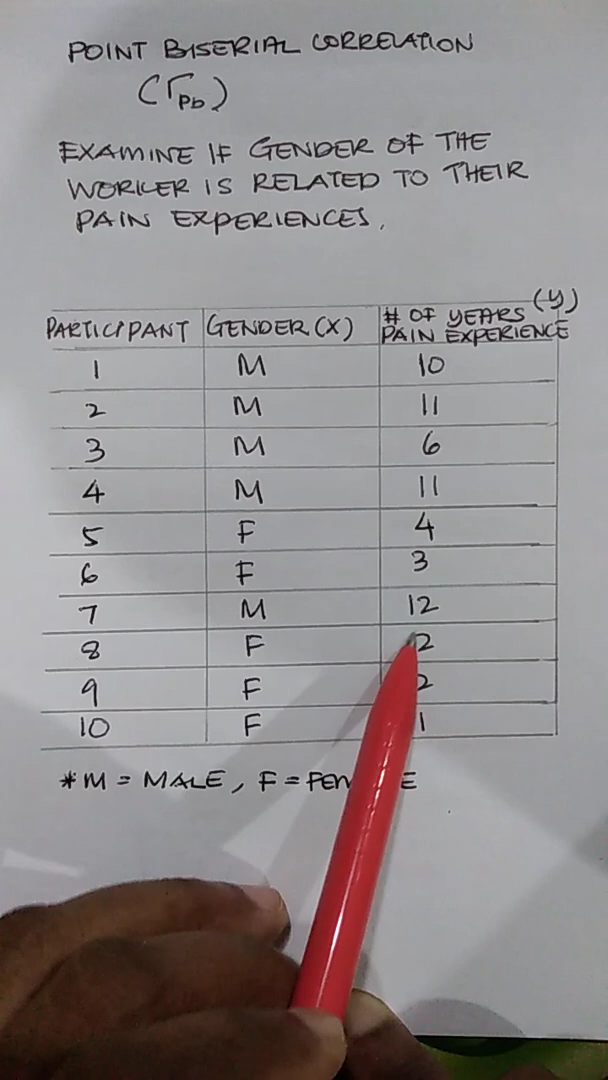 POINT BISERIAL CORRELATION
(rpb)
EXAMINE IF GENDER OF THE
WORKER IS RELATED TO THEIR
PAIN EXPERIENCES.
PARTICIPANT GENDER (X) # OF YEARS PAIN EXPERIENCE (Y)
1 M 10
2 M 11
3 M 6
4 M 11
5 F 4
6 F 3
7 M 12
8 F 2
9 F 2
10 F 1
*M = MALE, F =